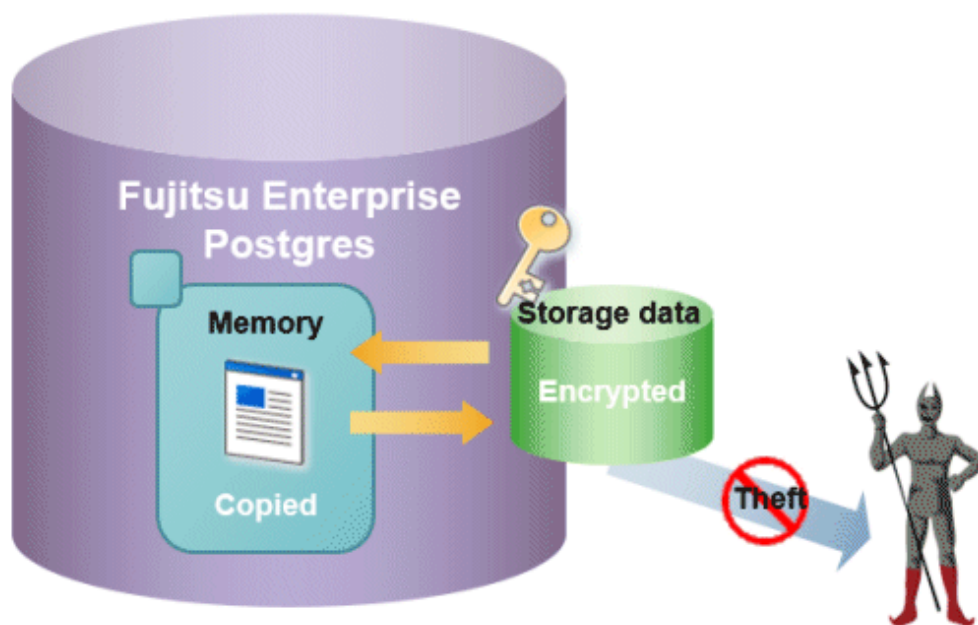 Fujitsu Enterprise
Postgres
Memory
Copied
Storage data
Encrypted
Theft